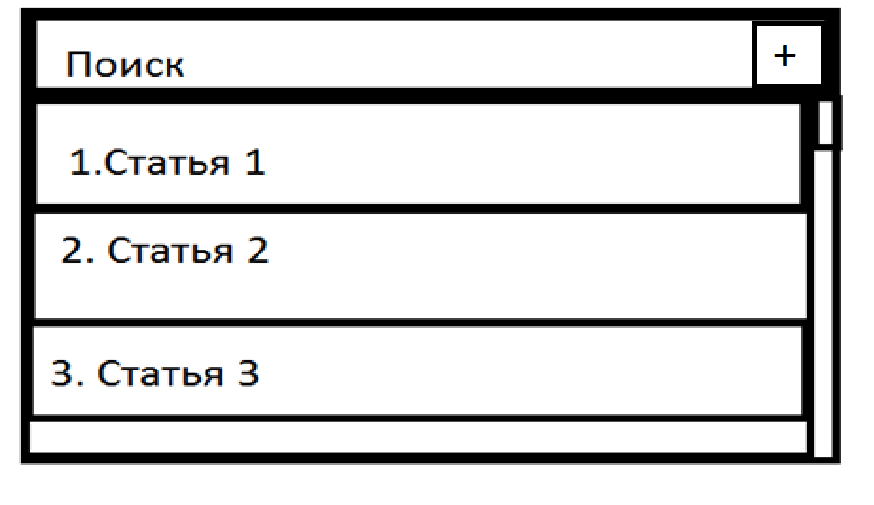 Поиск +
1.Статья 1
2. Статья 2
3. Статья 3